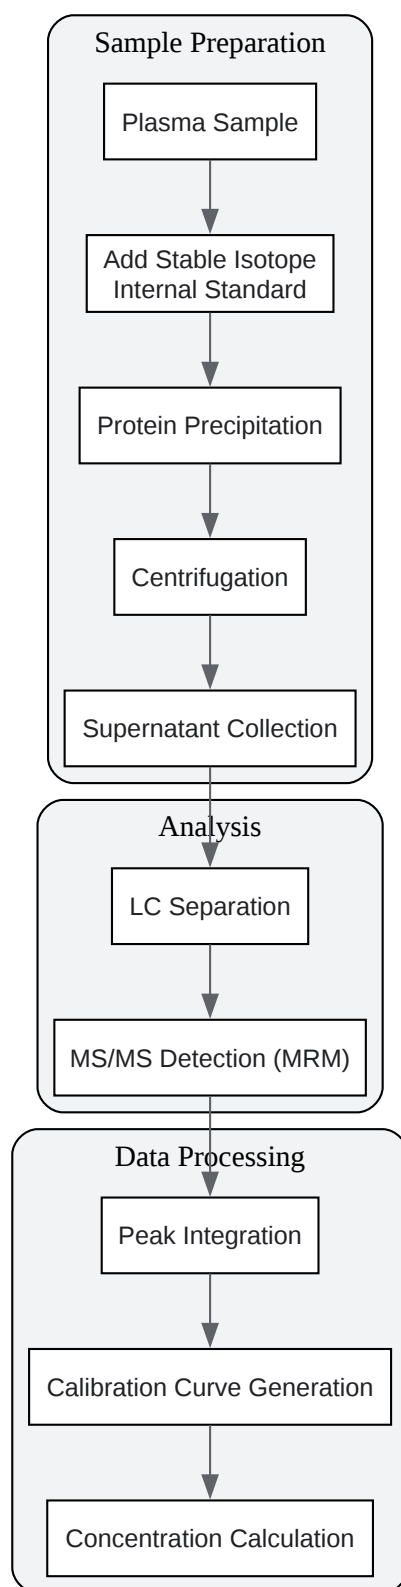 Sample Preparation
Plasma Sample
Add Stable Isotope
Internal Standard
Protein Precipitation
Centrifugation
Supernatant Collection
Analysis
LC Separation
MS/MS Detection (MRM)
Data Processing
Peak Integration
Calibration Curve Generation
Concentration Calculation